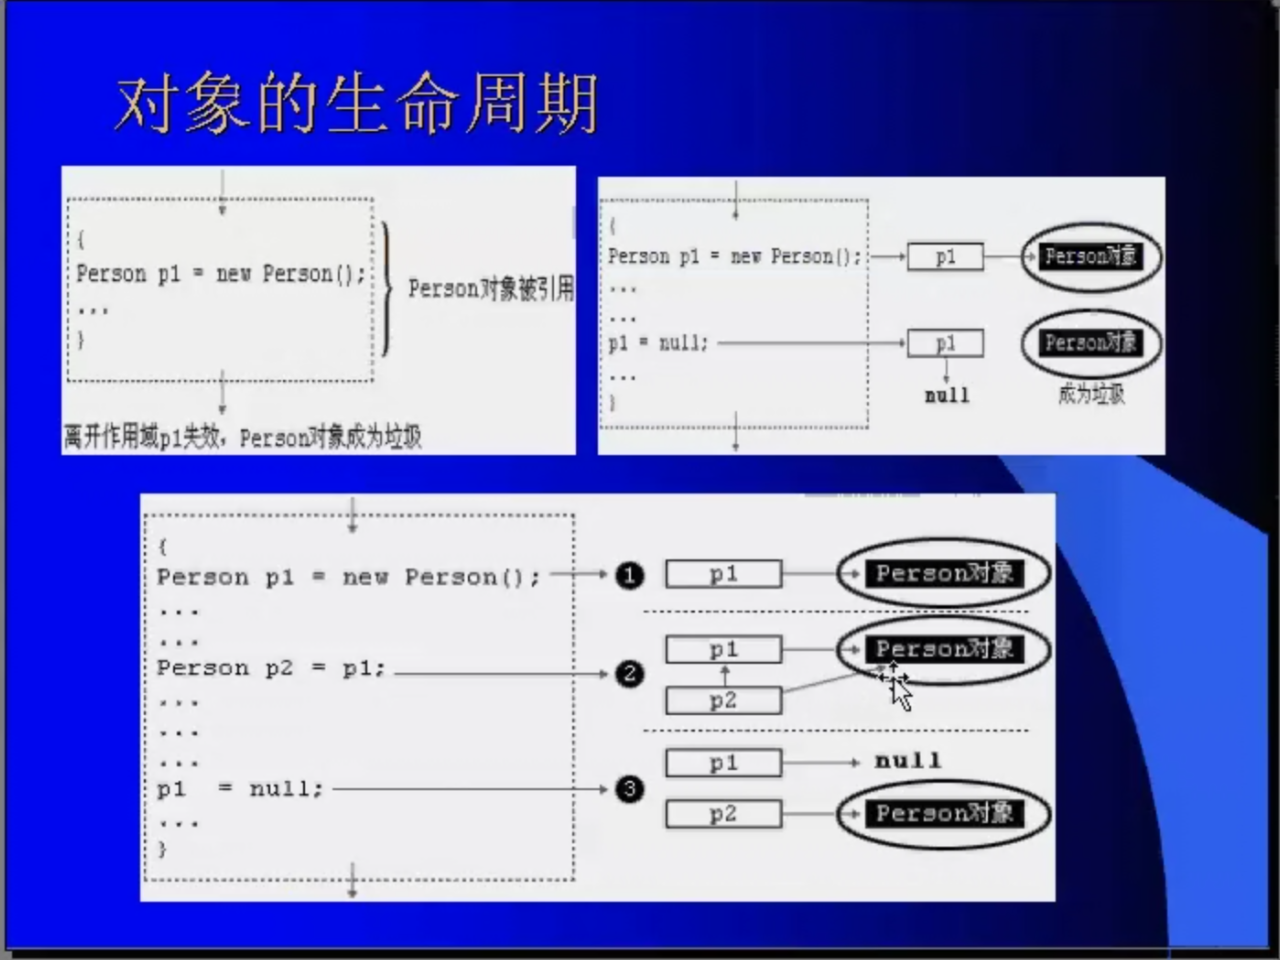 对象的生命周期
{
Person p1 = new Person();
...
}
Person对象被引用
离开作用域p1失效，Person对象成为垃圾
{
Person p1 = new Person();
p1
Person对象
...
...
p1 = null;
p1
Person对象
...
null
成为垃圾
}
{
Person p1 = new Person();
1
p1
Person对象
...
...
p1
Person对象
Person p2 = p1;
2
...
p2
...
...
p1
null
p1 = null;
3
...
p2
Person对象
}